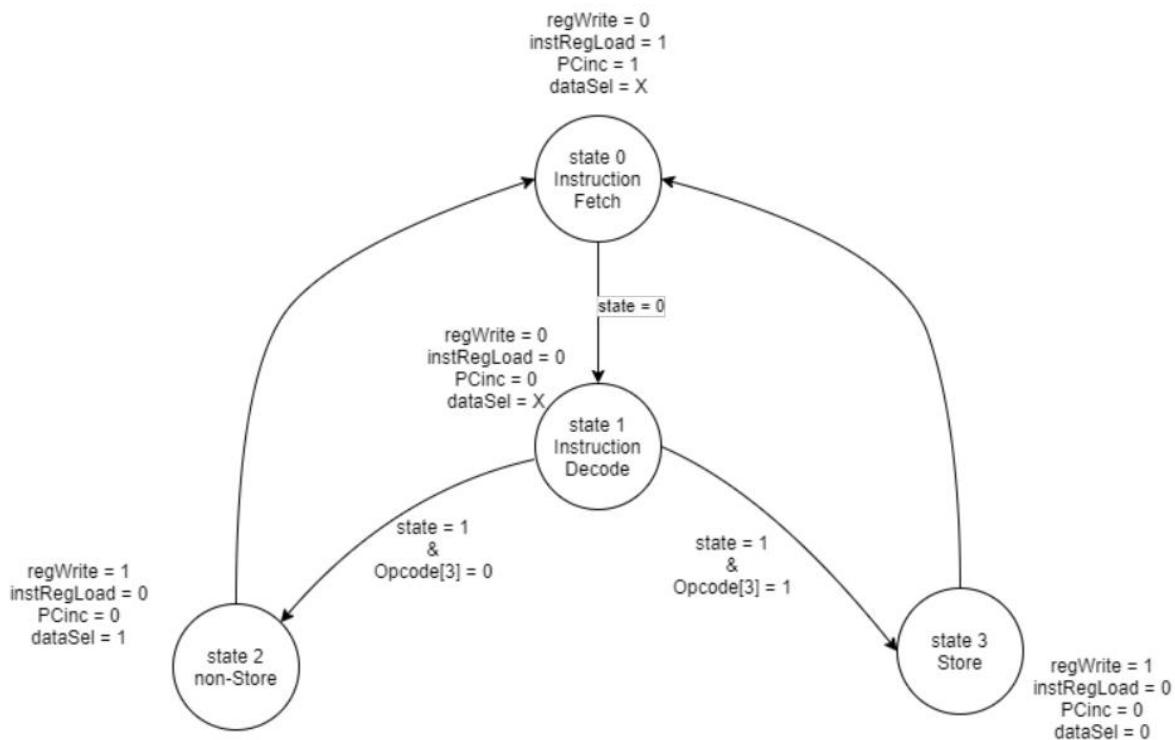 regWrite = 0
instRegLoad = 1
PCinc = 1
dataSel = X
state 0
Instruction
Fetch
state = 0
regWrite = 0
instRegLoad = 0
PCinc = 0
dataSel = X
state 1
Instruction
Decode
state = 1
&
Opcode[3] = 0
state = 1
&
Opcode[3] = 1
regWrite = 1
instRegLoad = 0
PCinc = 0
dataSel = 1
state 2
non-Store
state 3
Store
regWrite = 1
instRegLoad = 0
PCinc = 0
dataSel = 0